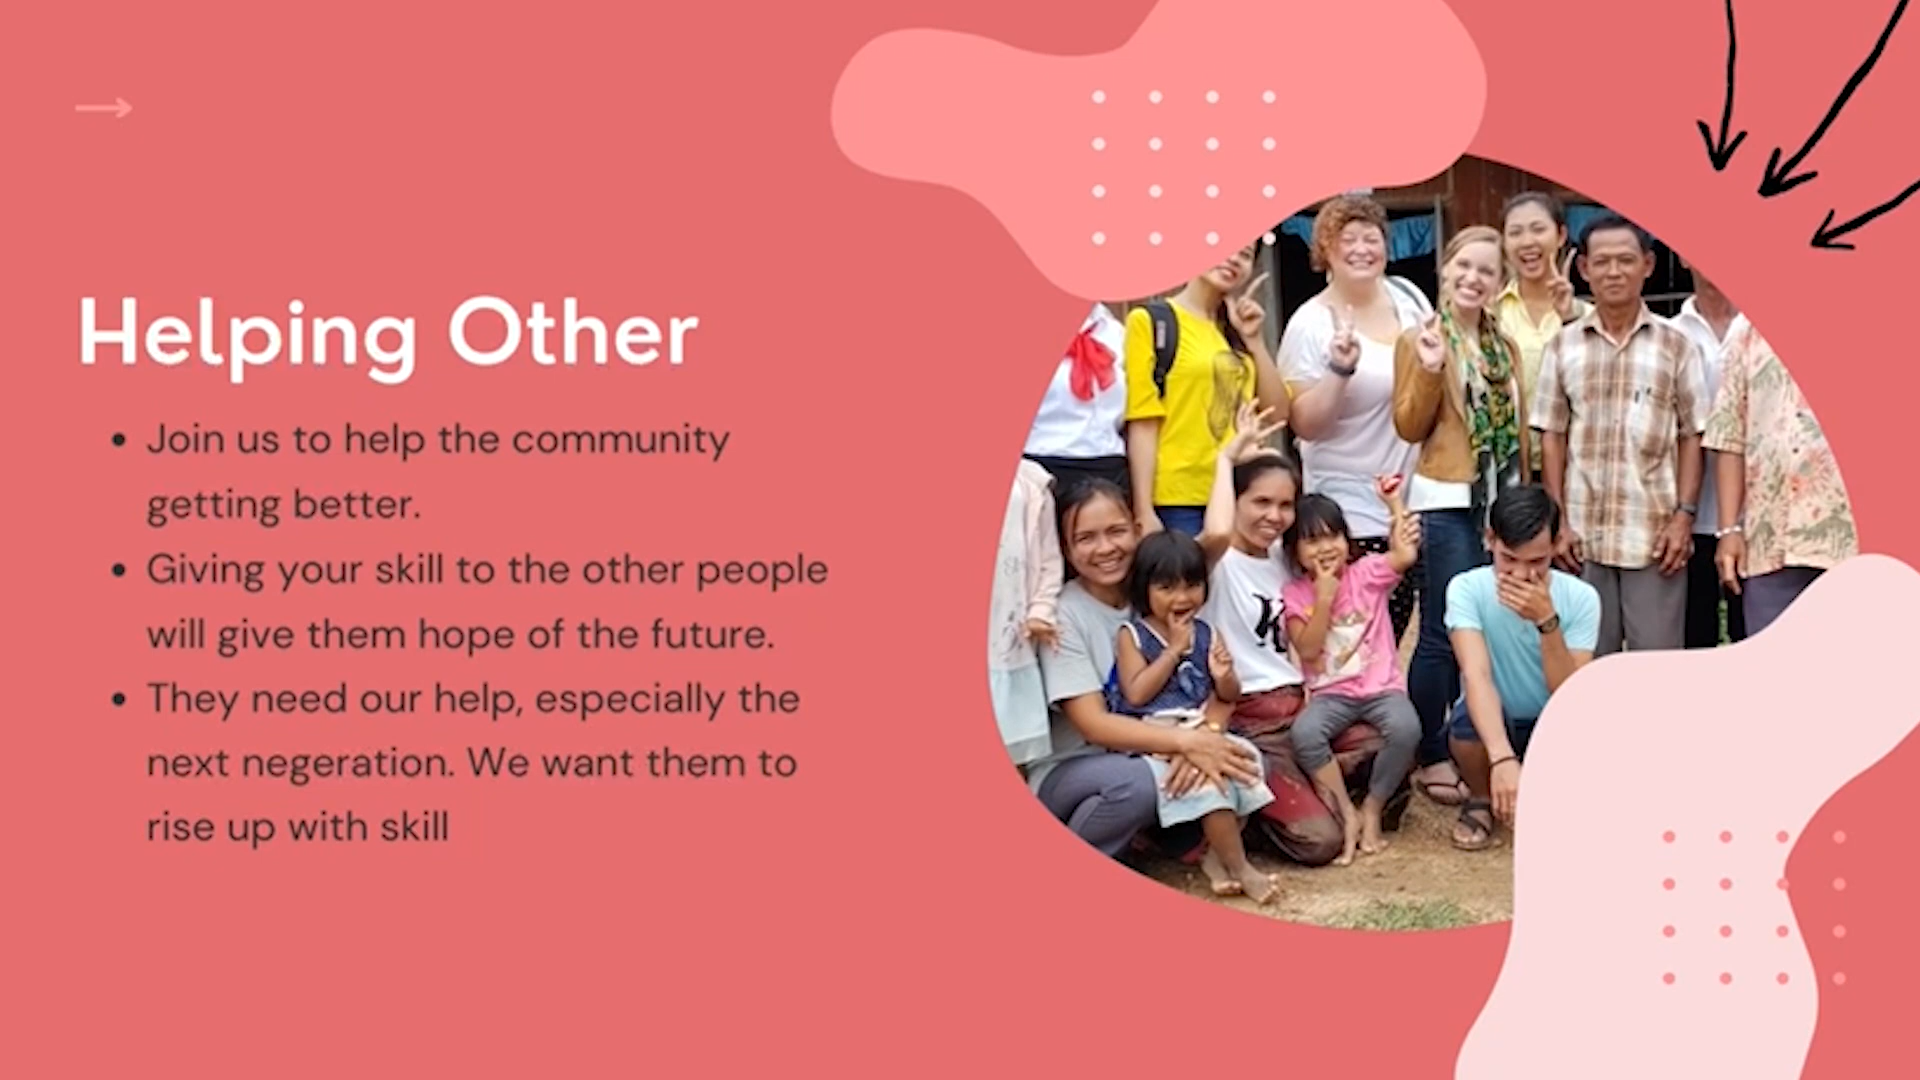 Helping Other
• Join us to help the community
getting better.
• Giving your skill to the other people
will give them hope of the future.
• They need our help, especially the
next negeration. We want them to
rise up with skill